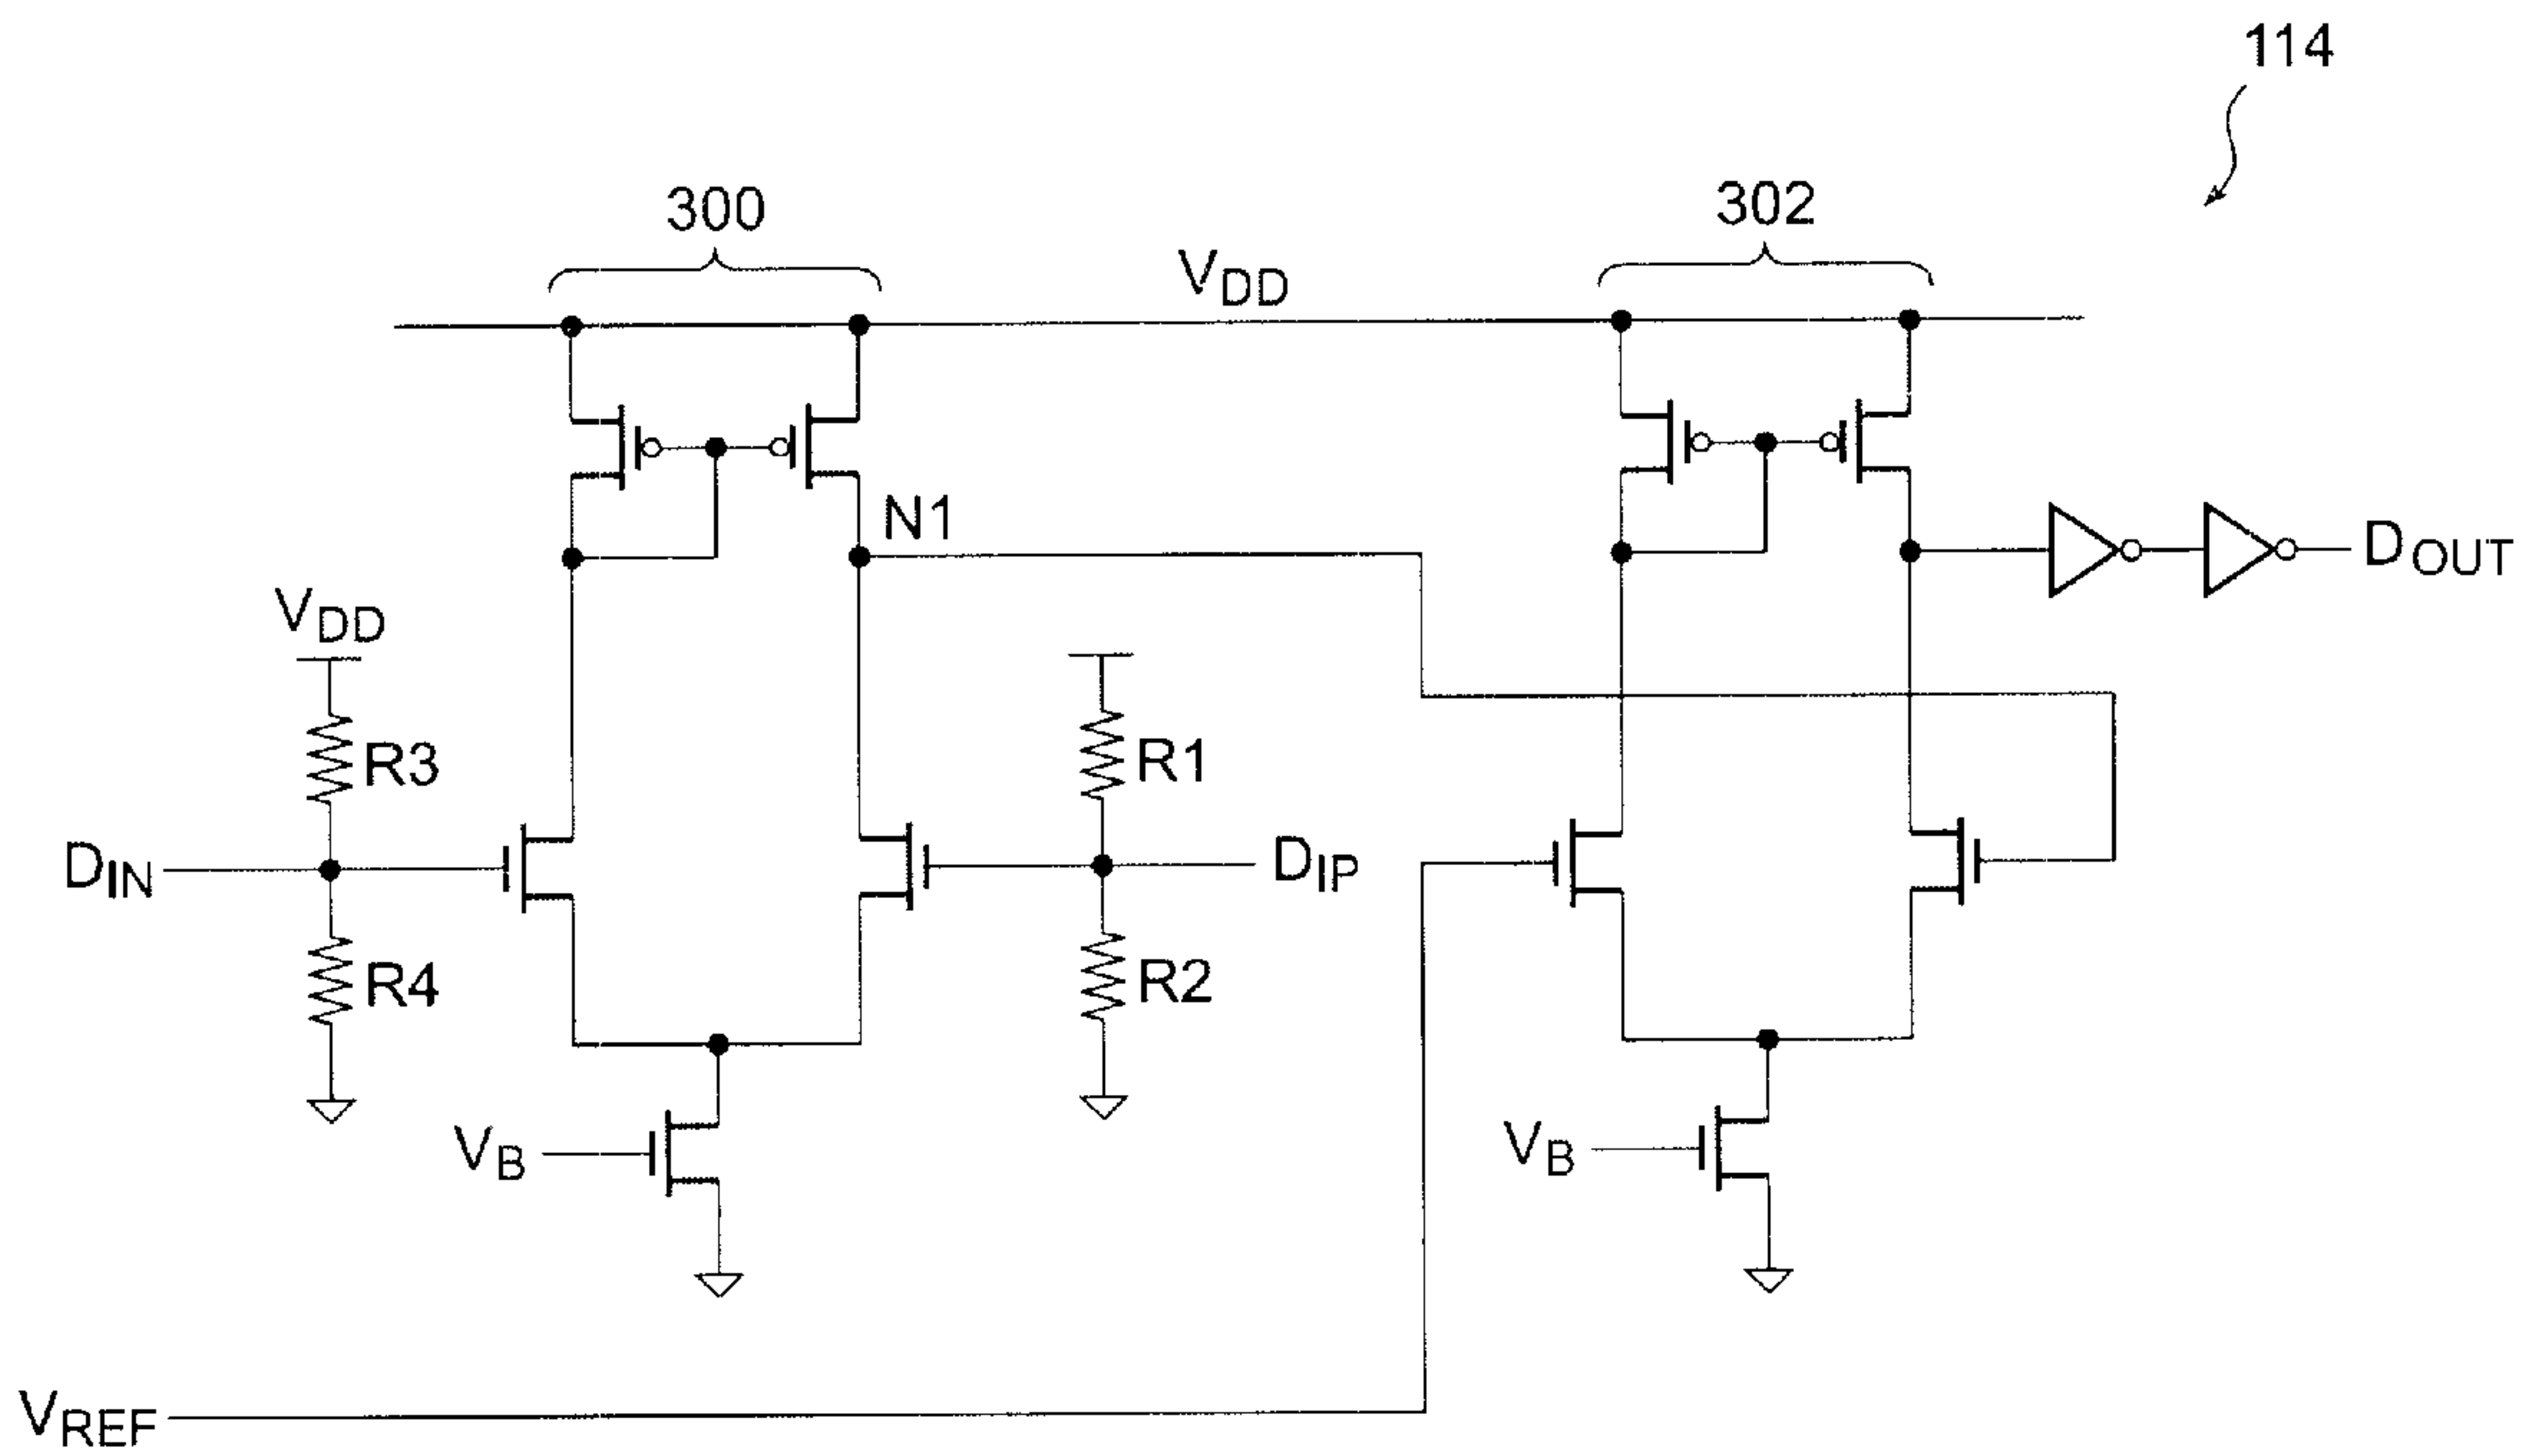 114
300
302
VDD
N1
DOUT
VDD
R3
R1
DIN
DIP
R4
R2
VB
VB
VREF